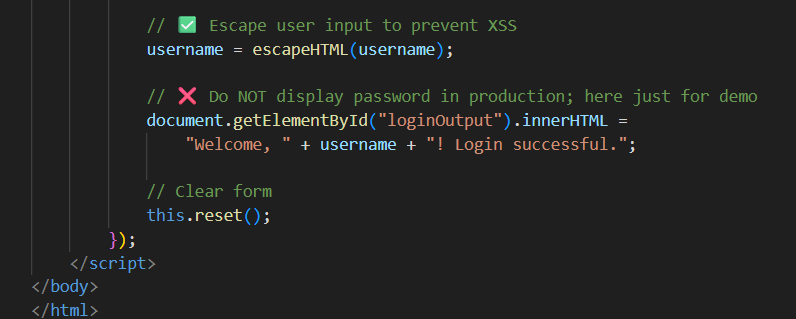 // ✅ Escape user input to prevent XSS
username = escapeHTML(username);
// ❌ Do NOT display password in production; here just for demo
document.getElementById("loginOutput").innerHTML =
"Welcome, " + username + "! Login successful.";
// Clear form
this.reset();
});
</script>
</body>
</html>